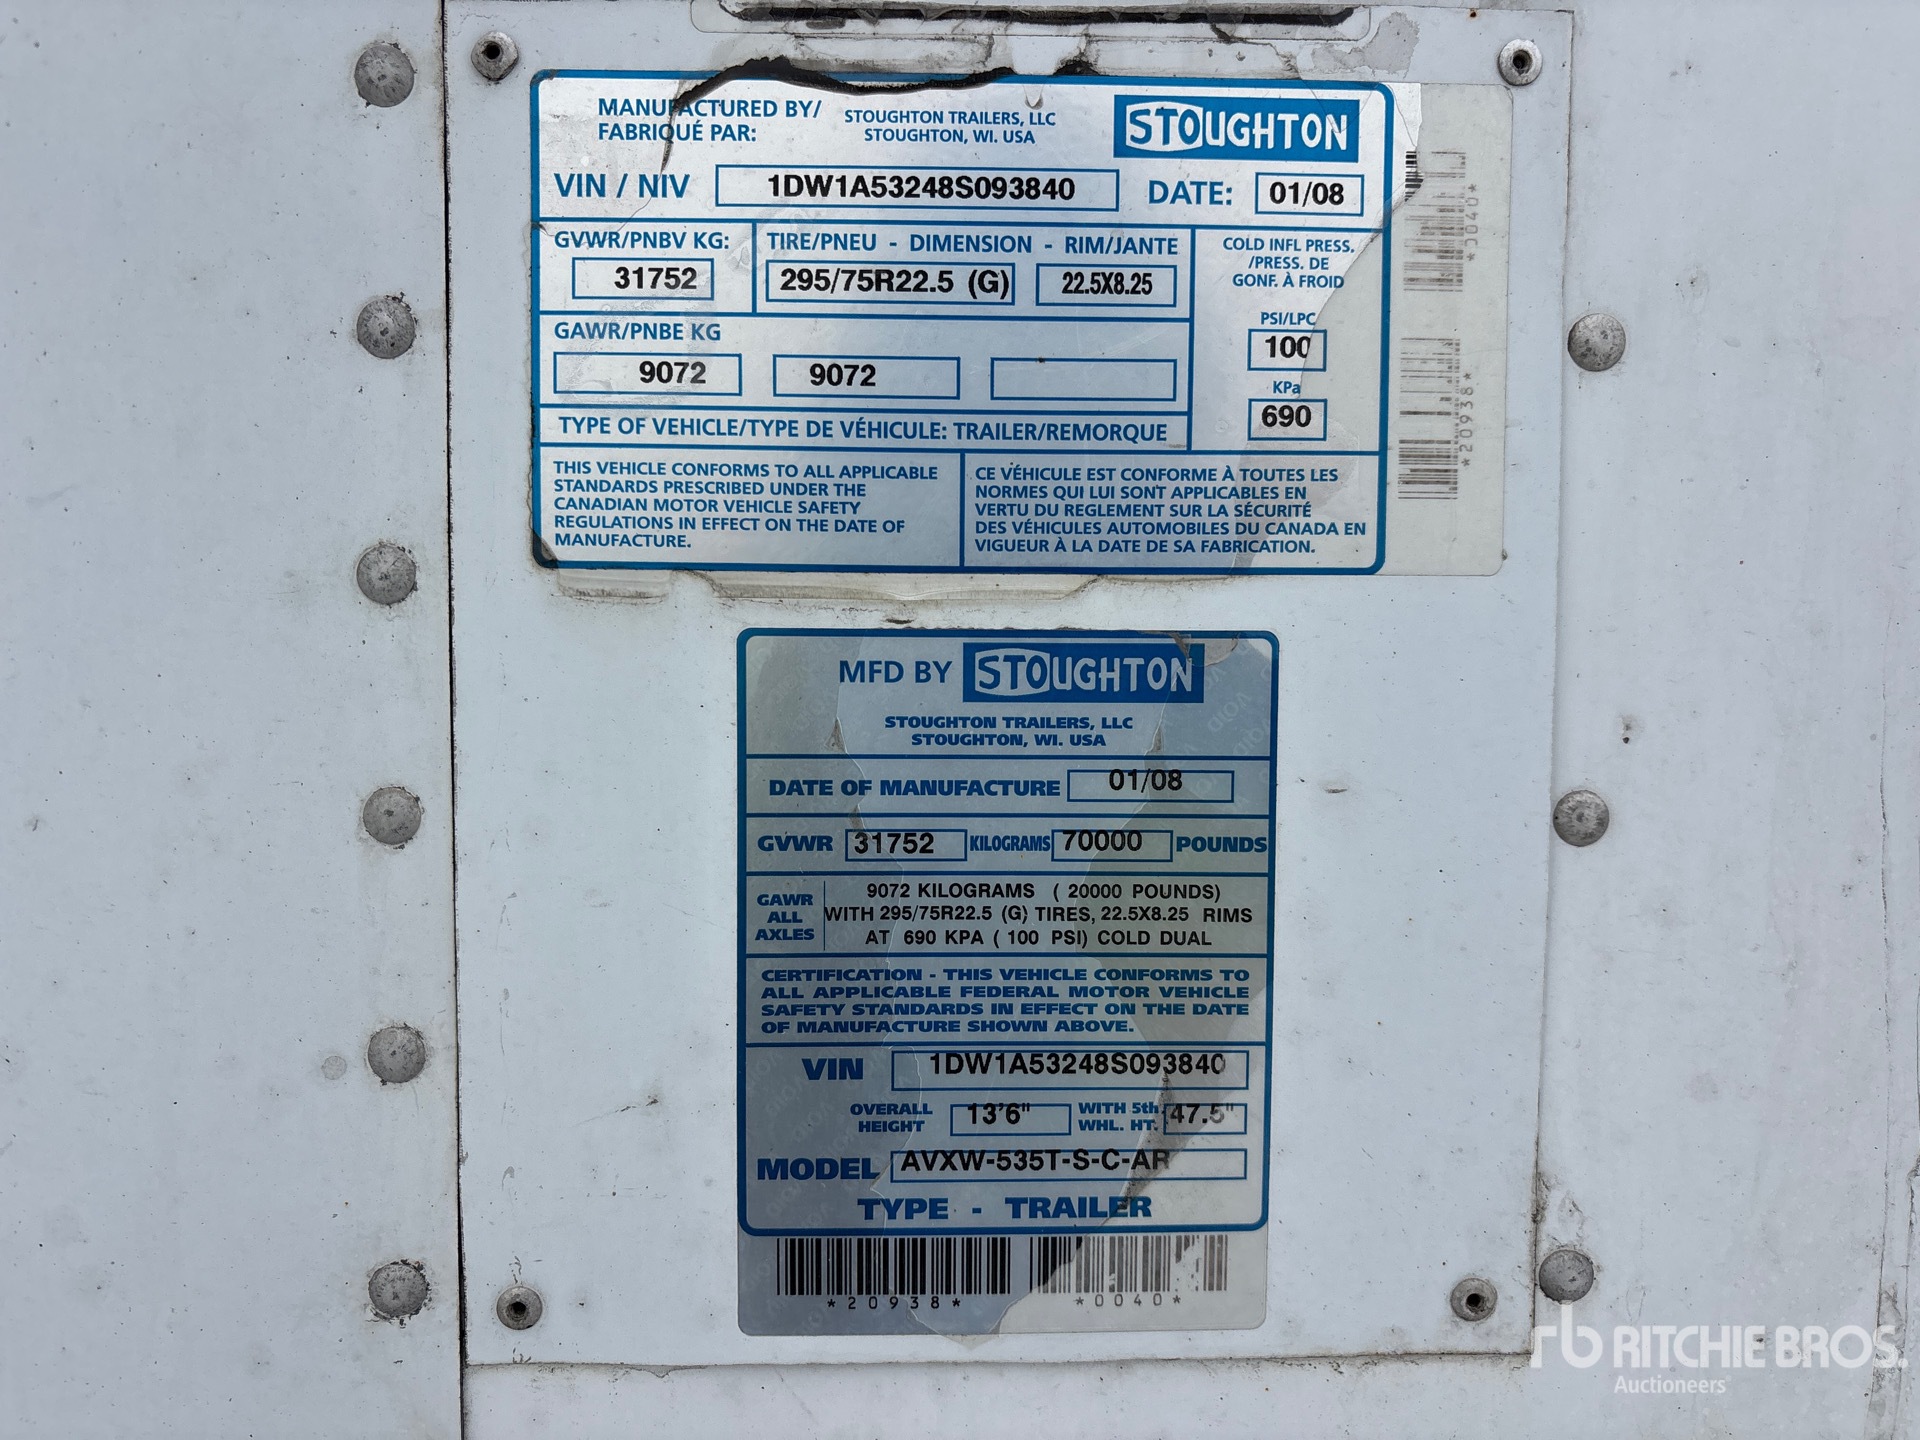 MANUFACTURED BY/
FABRIQUÉ PAR:
STOUGHTON TRAILERS, LLC
STOUGHTON, WI. USA
STOUGHTON
VIN / NIV 1DW1A53248S093840 DATE: 01/08
GVWR/PNBV KG:
31752
TIRE/PNEU - DIMENSION - RIM/JANTE
295/75R22.5 (G) 22.5X8.25
COLD INFL PRESS.
/PRESS. DE
GONF. À FROID
PSI/LPC
100
KPa
690
GAWR/PNBE KG
9072 9072
TYPE OF VEHICLE/TYPE DE VÉHICULE: TRAILER/REMORQUE
THIS VEHICLE CONFORMS TO ALL APPLICABLE
STANDARDS PRESCRIBED UNDER THE
CANADIAN MOTOR VEHICLE SAFETY
REGULATIONS IN EFFECT ON THE DATE OF
MANUFACTURE.
CE VÉHICULE EST CONFORME À TOUTES LES
NORMES QUI LUI SONT APPLICABLES EN
VERTU DU REGLEMENT SUR LA SÉCURITÉ
DES VÉHICULES AUTOMOBILES DU CANADA EN
VIGUEUR À LA DATE DE SA FABRICATION.
*0040*
*20938*
MFD BY STOUGHTON
STOUGHTON TRAILERS, LLC
STOUGHTON, WI. USA
DATE OF MANUFACTURE 01/08
GVWR 31752 KILOGRAMS 70000 POUNDS
GAWR
ALL
AXLES
9072 KILOGRAMS ( 20000 POUNDS)
WITH 295/75R22.5 (G) TIRES, 22.5X8.25 RIMS
AT 690 KPA ( 100 PSI) COLD DUAL
CERTIFICATION - THIS VEHICLE CONFORMS TO
ALL APPLICABLE FEDERAL MOTOR VEHICLE
SAFETY STANDARDS IN EFFECT ON THE DATE
OF MANUFACTURE SHOWN ABOVE.
VIN 1DW1A53248S093840
OVERALL
HEIGHT
13'6"
WITH 5th
WHL. HT.
47.5"
MODEL AVXW-535T-S-C-AR
TYPE - TRAILER
*20938* *0040*
rb RITCHIE BROS.
Auctioneers